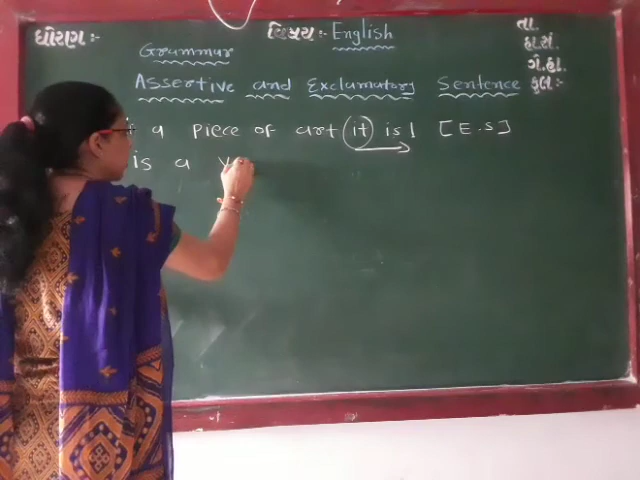 ધોરણ :- વિષય :- English તા.
Grammar હા.સં.
ગે.હા.
Assertive and Exclamatory Sentence કુલ :-
a piece of art it is! [E.S]
is a